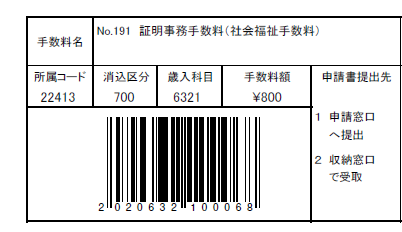 手数料名
No.191 証明事務手数料(社会福祉手数料)
所属コード 消込区分 歳入科目 手数料額 申請書提出先
22413 700 6321 ¥800
1 申請窓口
へ提出
2 収納窓口
で受取
2020632100068